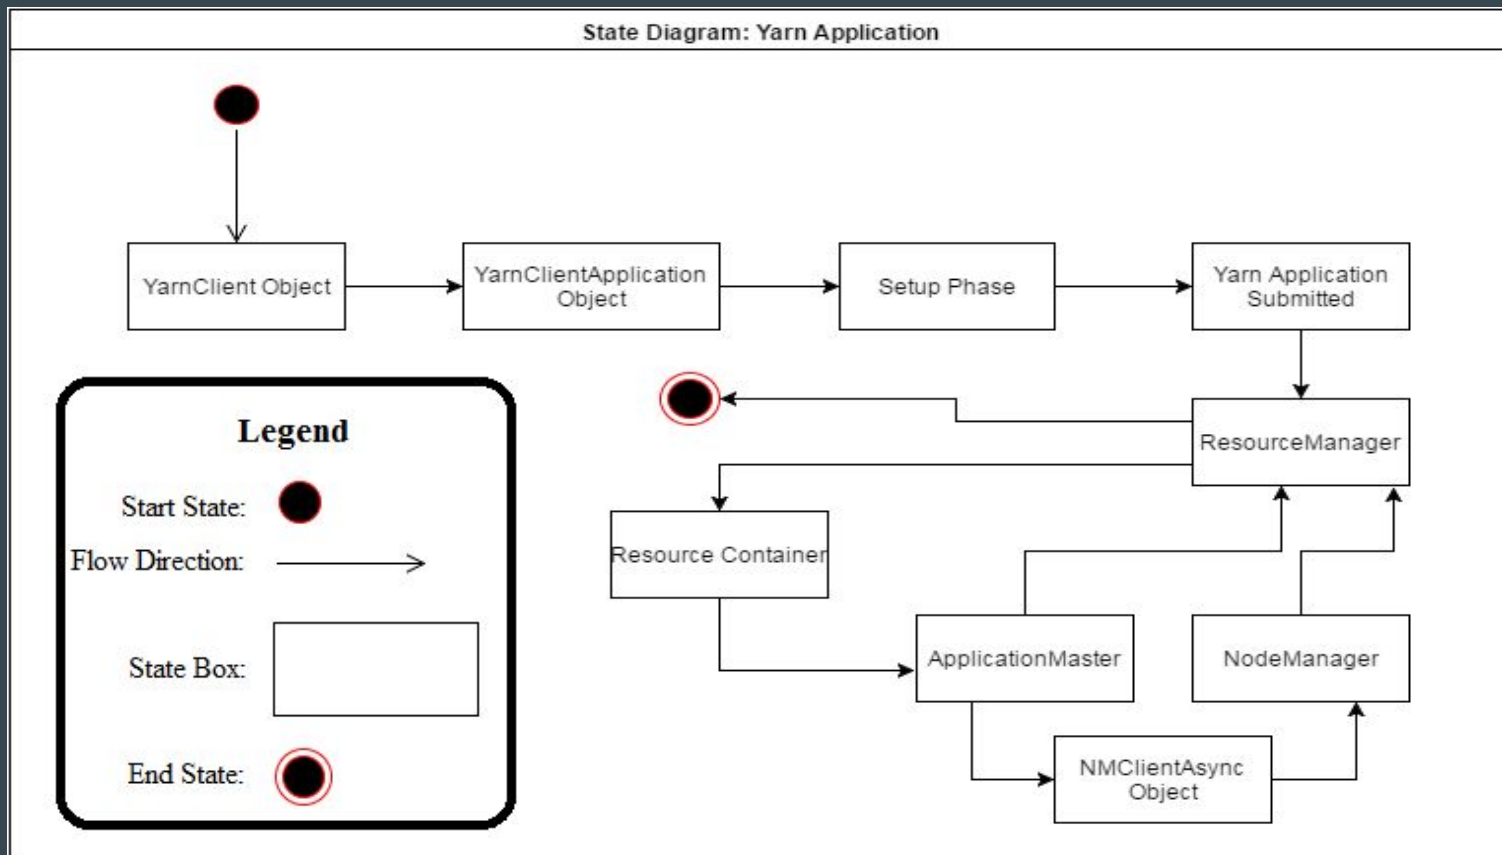 State Diagram: Yarn Application
YarnClient Object
YarnClientApplication
Object
Setup Phase
Yarn Application
Submitted
ResourceManager
Resource Container
ApplicationMaster
NodeManager
NMClientAsync
Object
Legend
Start State:
Flow Direction:
State Box:
End State: